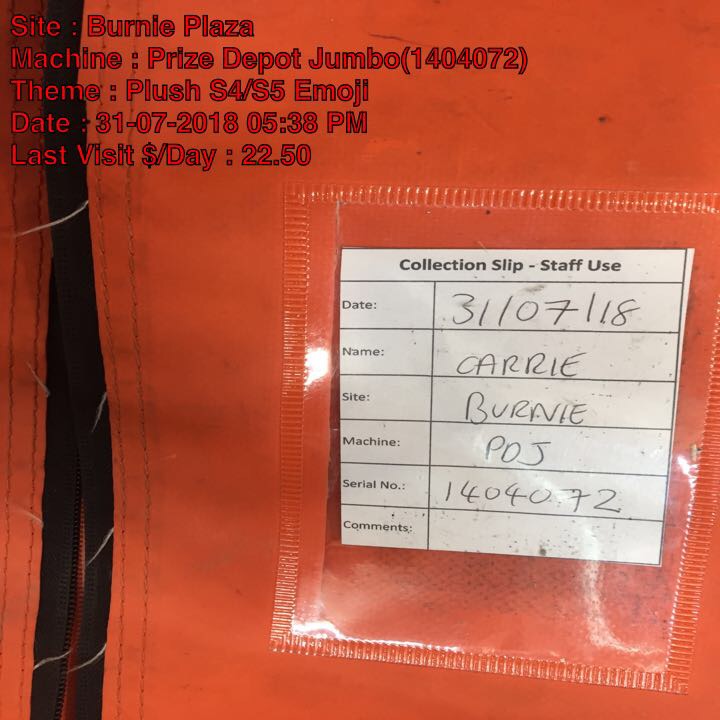 Site : Burnie Plaza
Machine : Prize Depot Jumbo(1404072)
Theme : Plush S4/S5 Emoji
Date : 31-07-2018 05:38 PM
Last Visit $/Day : 22.50
Collection Slip - Staff Use
Date: 31/07/18
Name: CARRIE
Site: BURNIE
Machine: PDJ
Serial No.: 1404072
Comments: